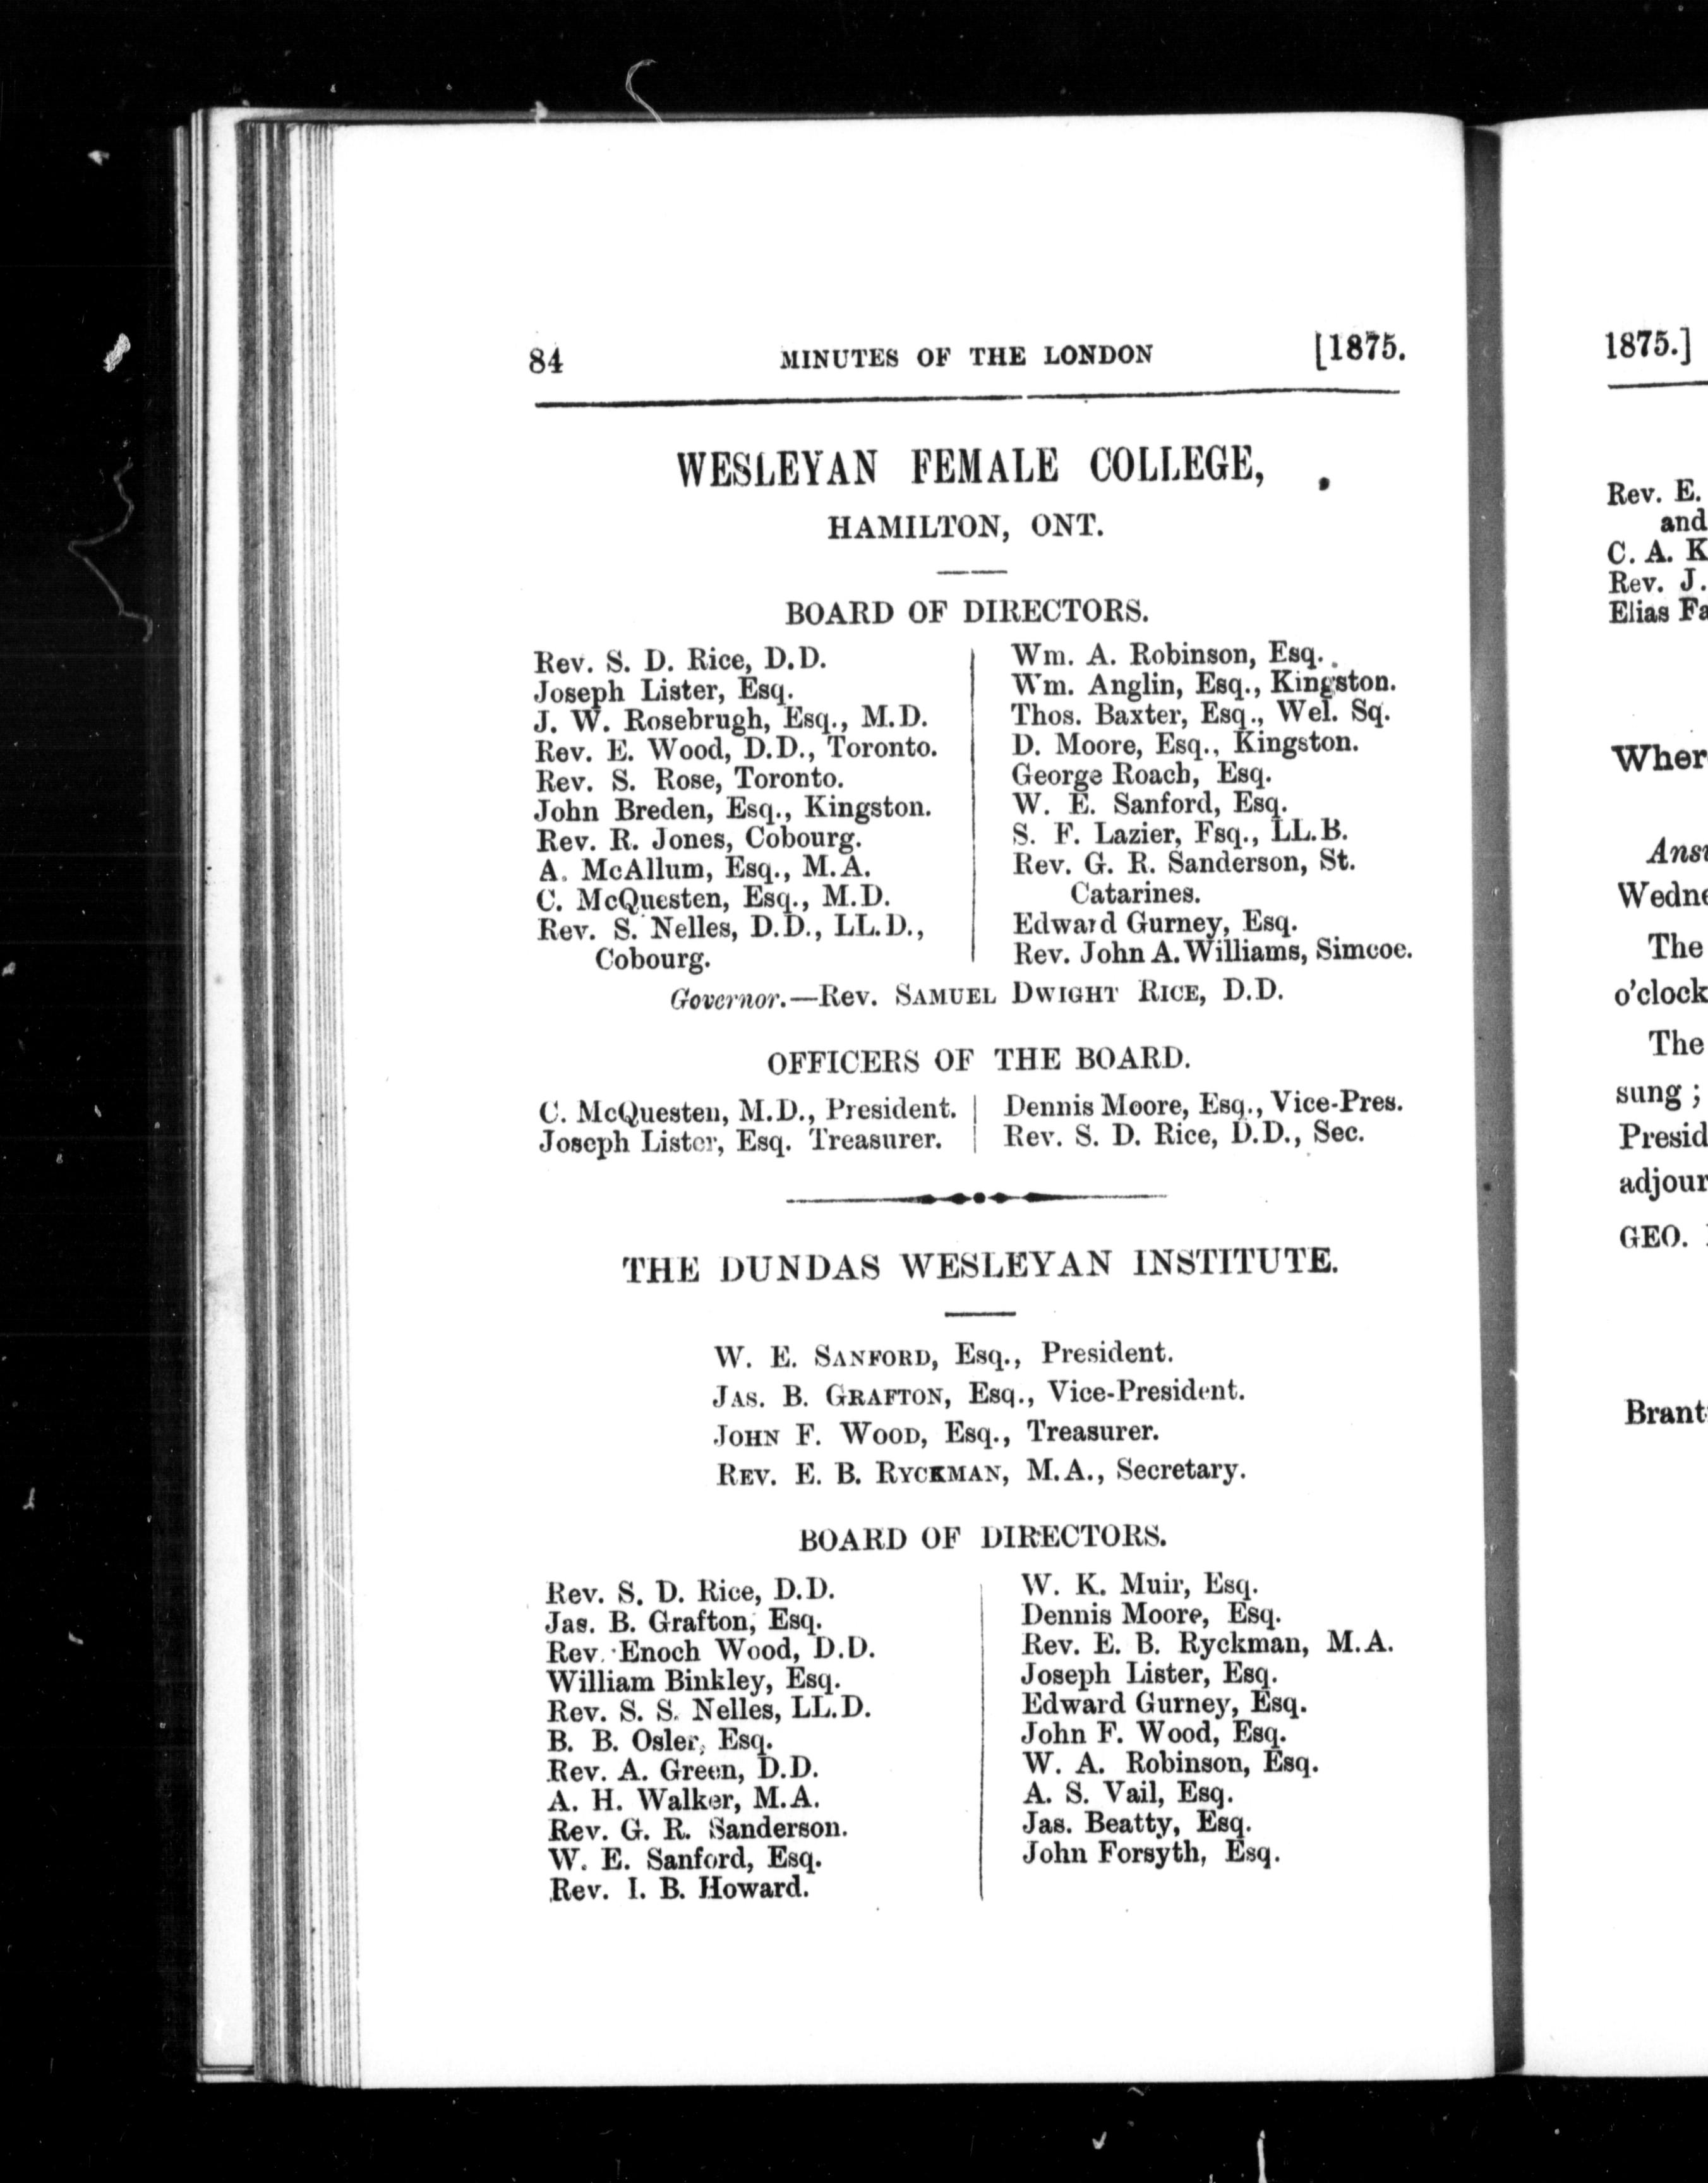 84 MINUTES OF THE LONDON [1875.
WESLEYAN FEMALE COLLEGE,
HAMILTON, ONT.
BOARD OF DIRECTORS.
Rev. S. D. Rice, D.D.
Joseph Lister, Esq.
J. W. Rosebrugh, Esq., M.D.
Rev. E. Wood, D.D., Toronto.
Rev. S. Rose, Toronto.
John Breden, Esq., Kingston.
Rev. R. Jones, Cobourg.
A. McAllum, Esq., M.A.
C. McQuesten, Esq., M.D.
Rev. S. Nelles, D.D., LL.D.,
Cobourg.
Wm. A. Robinson, Esq.
Wm. Anglin, Esq., Kingston.
Thos. Baxter, Esq., Wel. Sq.
D. Moore, Esq., Kingston.
George Roach, Esq.
W. E. Sanford, Esq.
S. F. Lazier, Fsq., LL.B.
Rev. G. R. Sanderson, St.
Catarines.
Edward Gurney, Esq.
Rev. John A. Williams, Simcoe.
Governor.—Rev. SAMUEL DWIGHT RICE, D.D.
OFFICERS OF THE BOARD.
C. McQuesten, M.D., President.
Joseph Lister, Esq. Treasurer.
Dennis Moore, Esq., Vice-Pres.
Rev. S. D. Rice, D.D., Sec.
THE DUNDAS WESLEYAN INSTITUTE.
W. E. SANFORD, Esq., President.
JAS. B. GRAFTON, Esq., Vice-President.
JOHN F. WOOD, Esq., Treasurer.
REV. E. B. RYCKMAN, M.A., Secretary.
BOARD OF DIRECTORS.
Rev. S. D. Rice, D.D.
Jas. B. Grafton, Esq.
Rev. Enoch Wood, D.D.
William Binkley, Esq.
Rev. S. S. Nelles, LL.D.
B. B. Osler, Esq.
Rev. A. Green, D.D.
A. H. Walker, M.A.
Rev. G. R. Sanderson.
W. E. Sanford, Esq.
Rev. I. B. Howard.
W. K. Muir, Esq.
Dennis Moore, Esq.
Rev. E. B. Ryckman, M.A.
Joseph Lister, Esq.
Edward Gurney, Esq.
John F. Wood, Esq.
W. A. Robinson, Esq.
A. S. Vail, Esq.
Jas. Beatty, Esq.
John Forsyth, Esq.
1875.]
Rev. E.
and
C. A. K
Rev. J.
Elias Fa
Wher
Ans
Wedne
The
o'clock
The
sung ;
Presid
adjour
GEO.
Brant